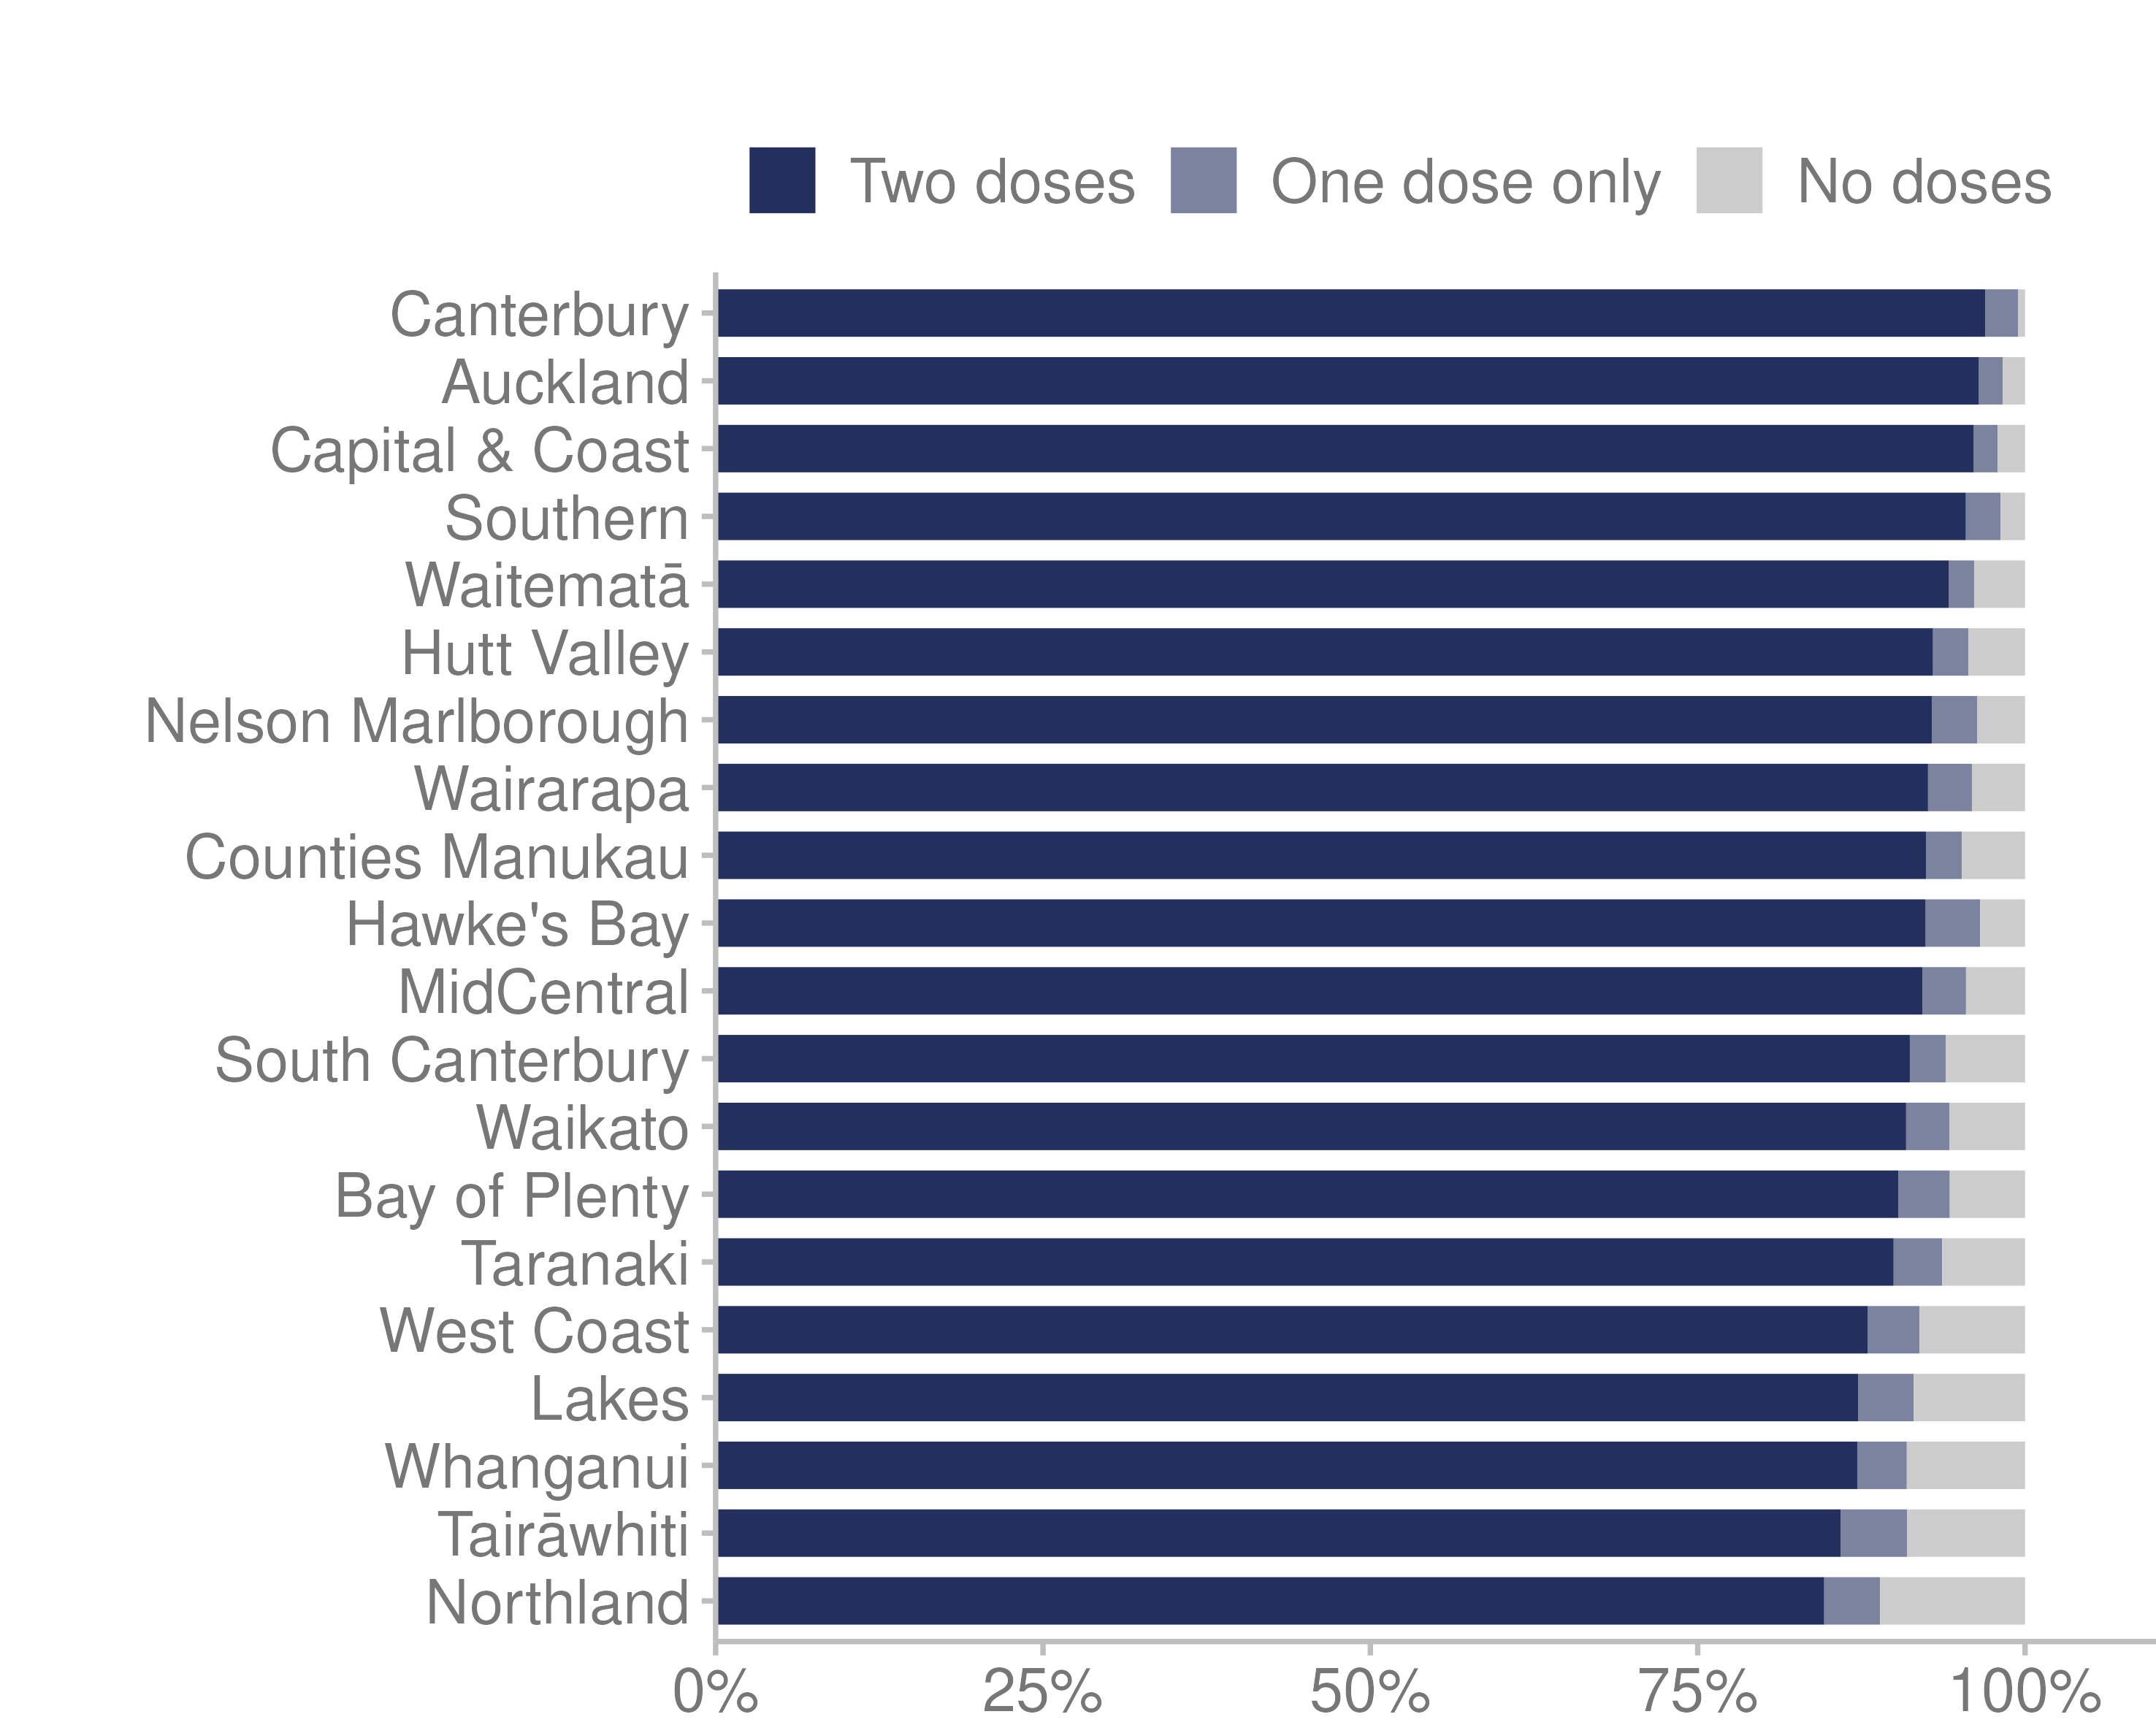 Two doses One dose only No doses
Canterbury
Auckland
Capital & Coast
Southern
Waitematā
Hutt Valley
Nelson Marlborough
Wairarapa
Counties Manukau
Hawke's Bay
MidCentral
South Canterbury
Waikato
Bay of Plenty
Taranaki
West Coast
Lakes
Whanganui
Tairāwhiti
Northland
0% 25% 50% 75% 100%